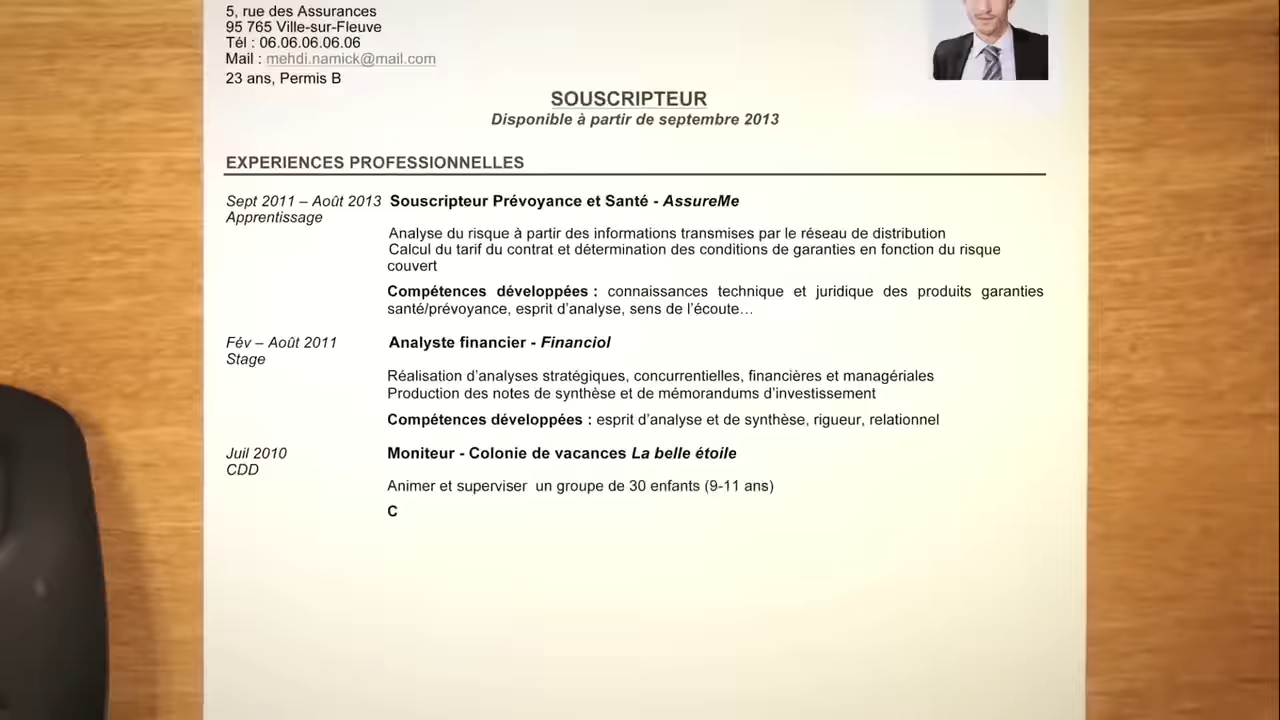 5, rue des Assurances
95 765 Ville-sur-Fleuve
Tél : 06.06.06.06.06
Mail : mehdi.namick@mail.com
23 ans, Permis B
SOUSCRIPTEUR
Disponible à partir de septembre 2013
EXPERIENCES PROFESSIONNELLES
Sept 2011 – Août 2013 Souscripteur Prévoyance et Santé - AssureMe
Apprentissage
Analyse du risque à partir des informations transmises par le réseau de distribution
Calcul du tarif du contrat et détermination des conditions de garanties en fonction du risque
couvert
Compétences développées : connaissances technique et juridique des produits garanties
santé/prévoyance, esprit d'analyse, sens de l'écoute…
Fév – Août 2011 Analyste financier - Financiol
Stage
Réalisation d'analyses stratégiques, concurrentielles, financières et managériales
Production des notes de synthèse et de mémorandums d'investissement
Compétences développées : esprit d'analyse et de synthèse, rigueur, relationnel
Juil 2010 Moniteur - Colonie de vacances La belle étoile
CDD
Animer et superviser un groupe de 30 enfants (9-11 ans)
C